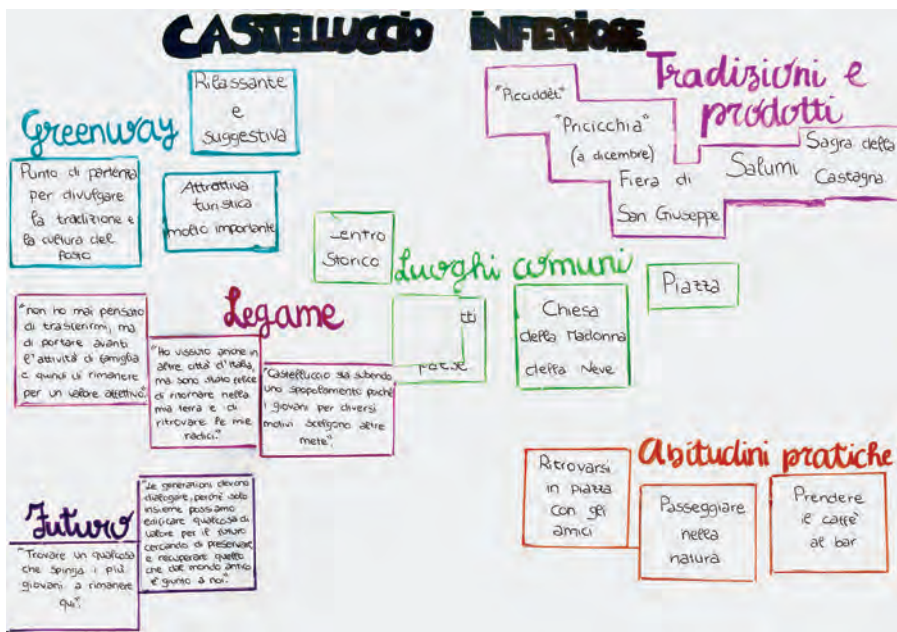 CASTELLUCCIO INFERIORE
Greenway
Rilassante
e
suggestiva
Punto di partenza
per divulgare
la tradizione e
la cultura del
posto
Attrattiva
turistica
molto importante
Tradizioni e
prodotti
"Picciddèt"
"Pricicchia"
(a dicembre)
Fiera di
San Giuseppe
Salumi
Sagra della
Castagna
Luoghi comuni
Centro
Storico
tti
paese
Chiesa
della Madonna
della Neve
Piazza
Legame
"non ho mai pensato
di trasferirmi, ma
di portare avanti
l'attività di famiglia
e quindi di rimanere
per un valore affettivo."
"Ho vissuto anche in
altre città d'Italia,
ma sono stato felice
di ritornare nella
mia terra e di
ritrovare le mie
radici."
"Castelluccio sta subendo
uno spopolamento poiché
i giovani per diversi
motivi scelgono altre
mete".
Futuro
"Trovare un qualcosa
che spinga i più
giovani a rimanere
qui".
"Le generazioni devono
dialogare, perché solo
insieme possiamo
edificare qualcosa di
valore per il futuro
cercando di preservare
e recuperare quello
che dal mondo antico
è giunto a noi."
Abitudini pratiche
Ritrovarsi
in piazza
con gli
amici
Passeggiare
nella
natura
Prendere
il caffè
al bar